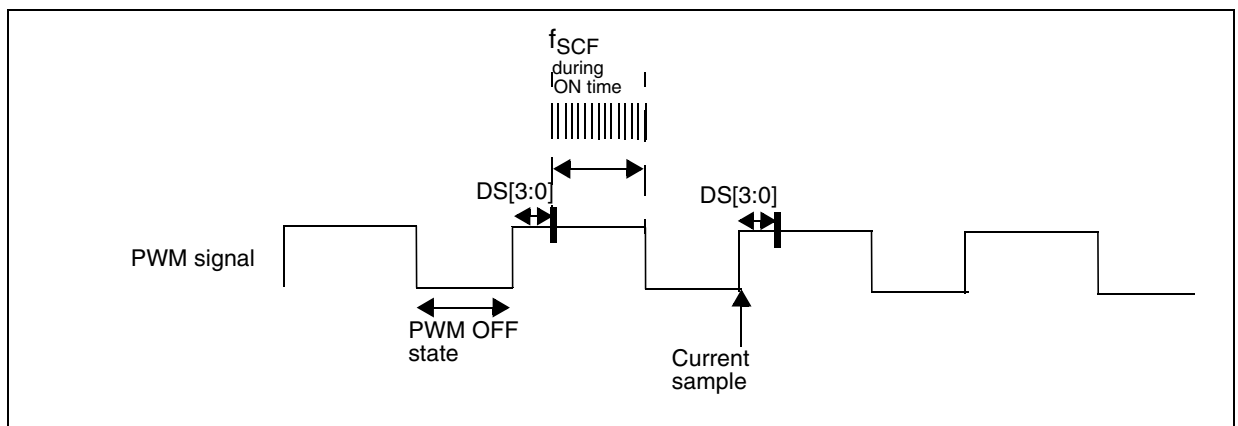 fSCF
during
ON time
DS[3:0]
DS[3:0]
PWM signal
PWM OFF
state
Current
sample